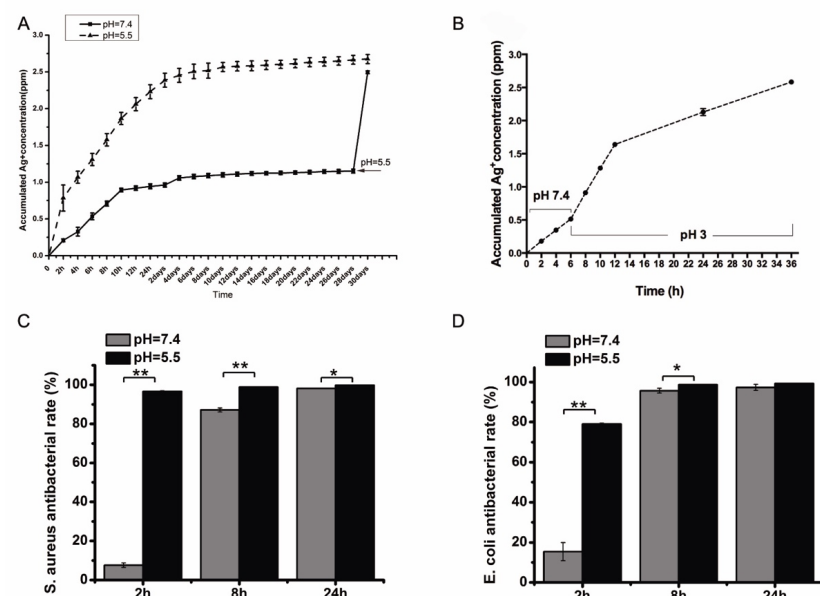 A
pH=7.4
pH=5.5
Accumulated Ag+concentration(ppm)
3.0
2.5
2.0
1.5
1.0
0.5
0.0
pH=5.5
0 2h 4h 6h 8h 10h 12h 24h 2days 4days 6days 8days 10days 12days 14days 16days 18days 20days 22days 24days 26days 28days 30days
Time
B
Accumulated Ag+concentration (ppm)
3.0
2.5
2.0
1.5
1.0
0.5
0.0
pH 7.4
pH 3
0 2 4 6 8 10 12 14 16 18 20 22 24 26 28 30 32 34 36
Time (h)
C
pH=7.4
pH=5.5
S. aureus antibacterial rate (%)
100
80
60
40
20
0
** ** *
2h 8h 24h
D
pH=7.4
pH=5.5
E. coli antibacterial rate (%)
100
80
60
40
20
0
** *
2h 8h 24h